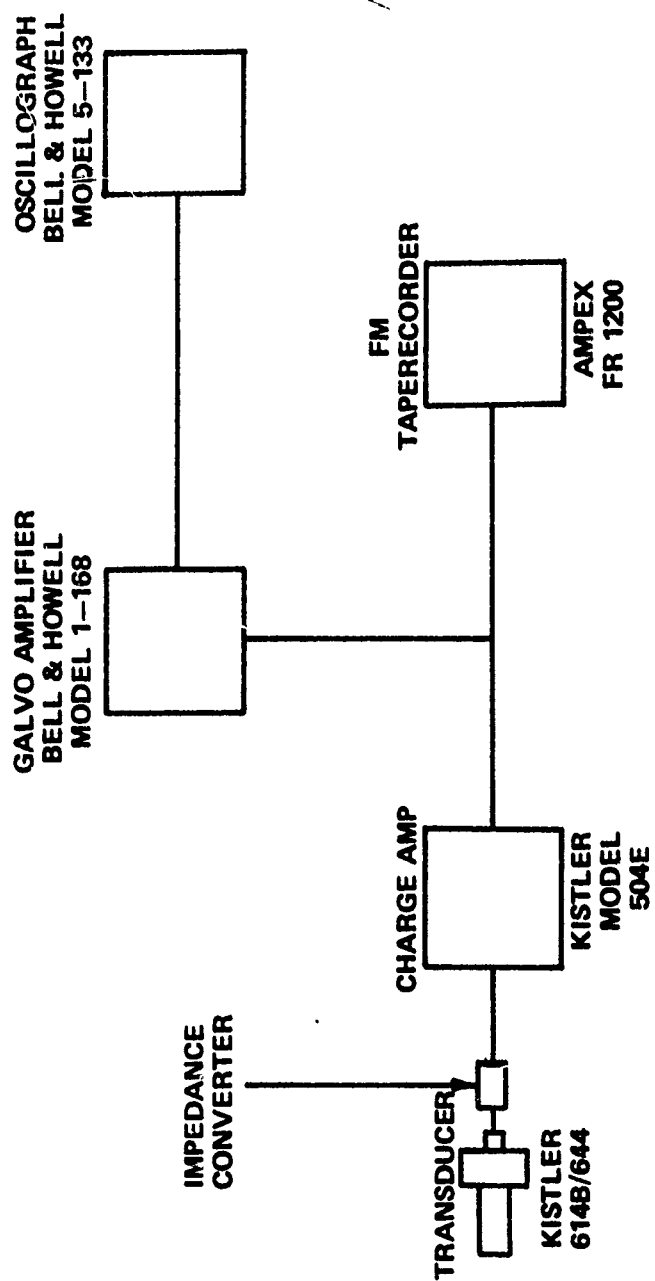 GALVO AMPLIFIER
BELL & HOWELL
MODEL 1-168
OSCILLOGRAPH
BELL & HOWELL
MODEL 5-133
IMPEDANCE
CONVERTER
TRANSDUCER
KISTLER
614B/644
CHARGE AMP
KISTLER
MODEL
504E
FM
TAPERECORDER
AMPEX
FR 1200